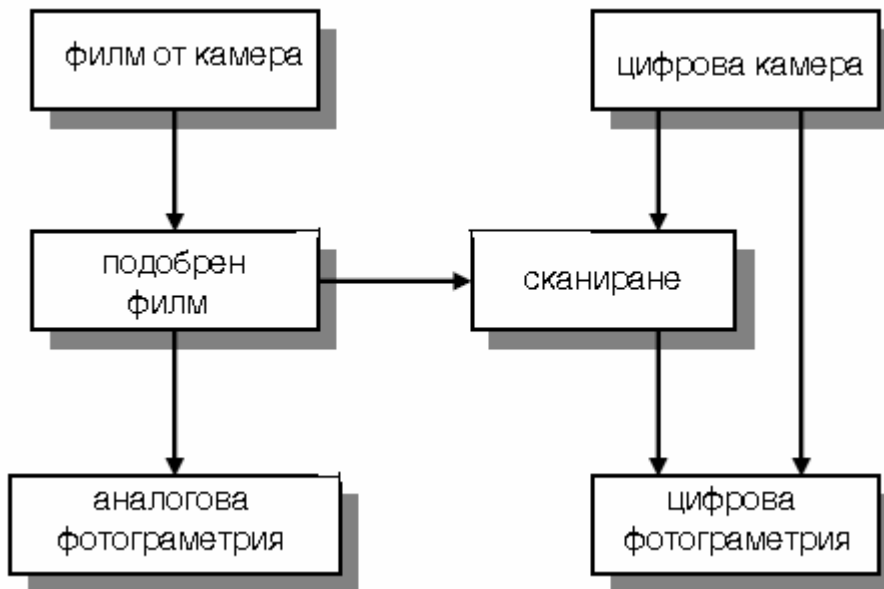 филм от камера
цифрова камера
подобрен
филм
сканиране
аналогова
фотограметрия
цифрова
фотограметрия